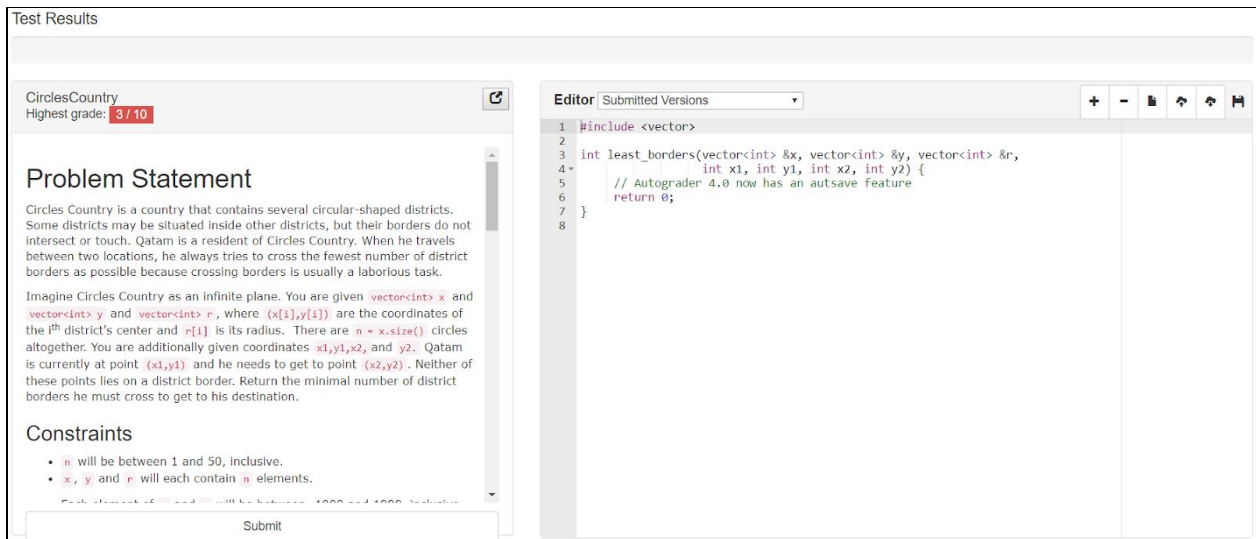 Test Results
CirclesCountry
Highest grade: 3 / 10
Problem Statement
Circles Country is a country that contains several circular-shaped districts.
Some districts may be situated inside other districts, but their borders do not
intersect or touch. Qatam is a resident of Circles Country. When he travels
between two locations, he always tries to cross the fewest number of district
borders as possible because crossing borders is usually a laborious task.
Imagine Circles Country as an infinite plane. You are given vector<int> x and
vector<int> y and vector<int> r, where (x[i],y[i]) are the coordinates of
the ith district's center and r[i] is its radius. There are n = x.size() circles
altogether. You are additionally given coordinates x1,y1,x2, and y2. Qatam
is currently at point (x1,y1) and he needs to get to point (x2,y2). Neither of
these points lies on a district border. Return the minimal number of district
borders he must cross to get to his destination.
Constraints
• n will be between 1 and 50, inclusive.
• x, y and r will each contain n elements.
Submit
Editor Submitted Versions
1 #include <vector>
2
3 int least_borders(vector<int> &x, vector<int> &y, vector<int> &r,
4 int x1, int y1, int x2, int y2) {
5 // Autograder 4.0 now has an autsave feature
6 return 0;
7 }
8